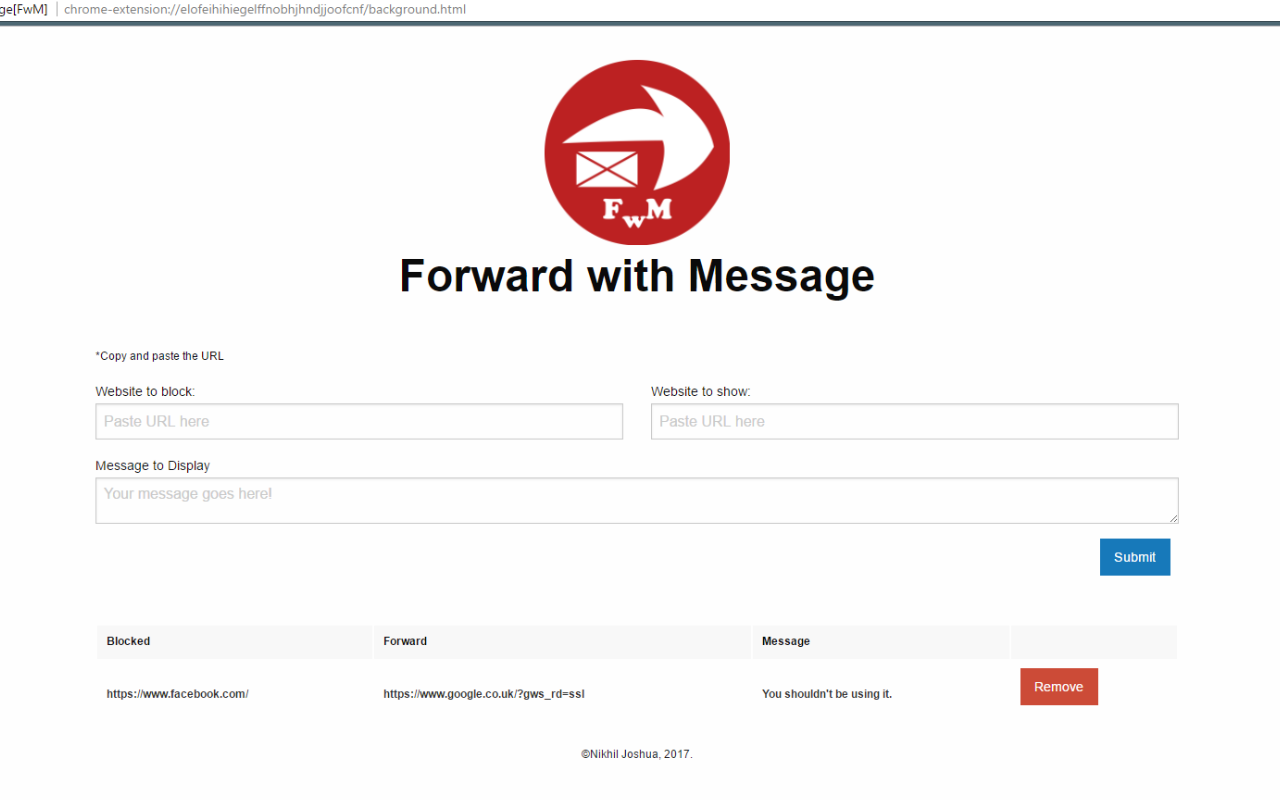 ge[FwM] chrome-extension://elofeihihiegelffnobhjhndjjoofcnf/background.html
FwM
Forward with Message
*Copy and paste the URL
Website to block: Website to show:
Paste URL here Paste URL here
Message to Display
Your message goes here!
Submit
Blocked Forward Message
https://www.facebook.com/ https://www.google.co.uk/?gws_rd=ssl You shouldn't be using it. Remove
©Nikhil Joshua, 2017.